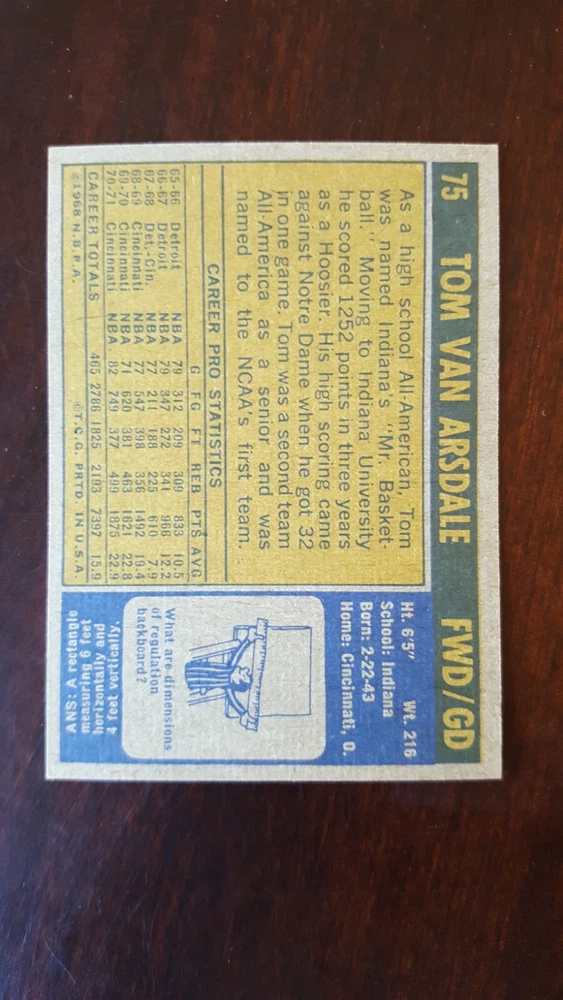 75 TOM VAN ARSDALE FWD/GD
As a high school All-American, Tom
was named Indiana's "Mr. Basket-
ball." Moving to Indiana University
he scored 1252 points in three years
as a Hoosier. His high scoring came
against Notre Dame when he got 32
in one game. Tom was a second team
All-America as a senior and was
named to the NCAA's first team.
CAREER PRO STATISTICS
G FG FT REB PTS AVG
65-66 Detroit NBA 79 312 209 309 833 10.5
66-67 Detroit NBA 79 347 272 341 966 12.2
67-68 Det.-Cin. NBA 77 211 188 225 610 7.9
68-69 Cincinnati NBA 77 547 398 356 1492 19.4
69-70 Cincinnati NBA 71 620 381 463 1621 22.8
70-71 Cincinnati NBA 82 749 377 499 1875 22.9
CAREER TOTALS 465 2786 1825 2193 7397 15.9
©1968 N.B.P.A. ©T.C.G. PRTD. IN U.S.A.
Ht. 6'5" Wt. 216
School: Indiana
Born: 2-22-43
Home: Cincinnati, O.
What are dimensions
of regulation
backboard?
ANS: A rectangle
measuring 6 feet
horizontally and
4 feet vertically.